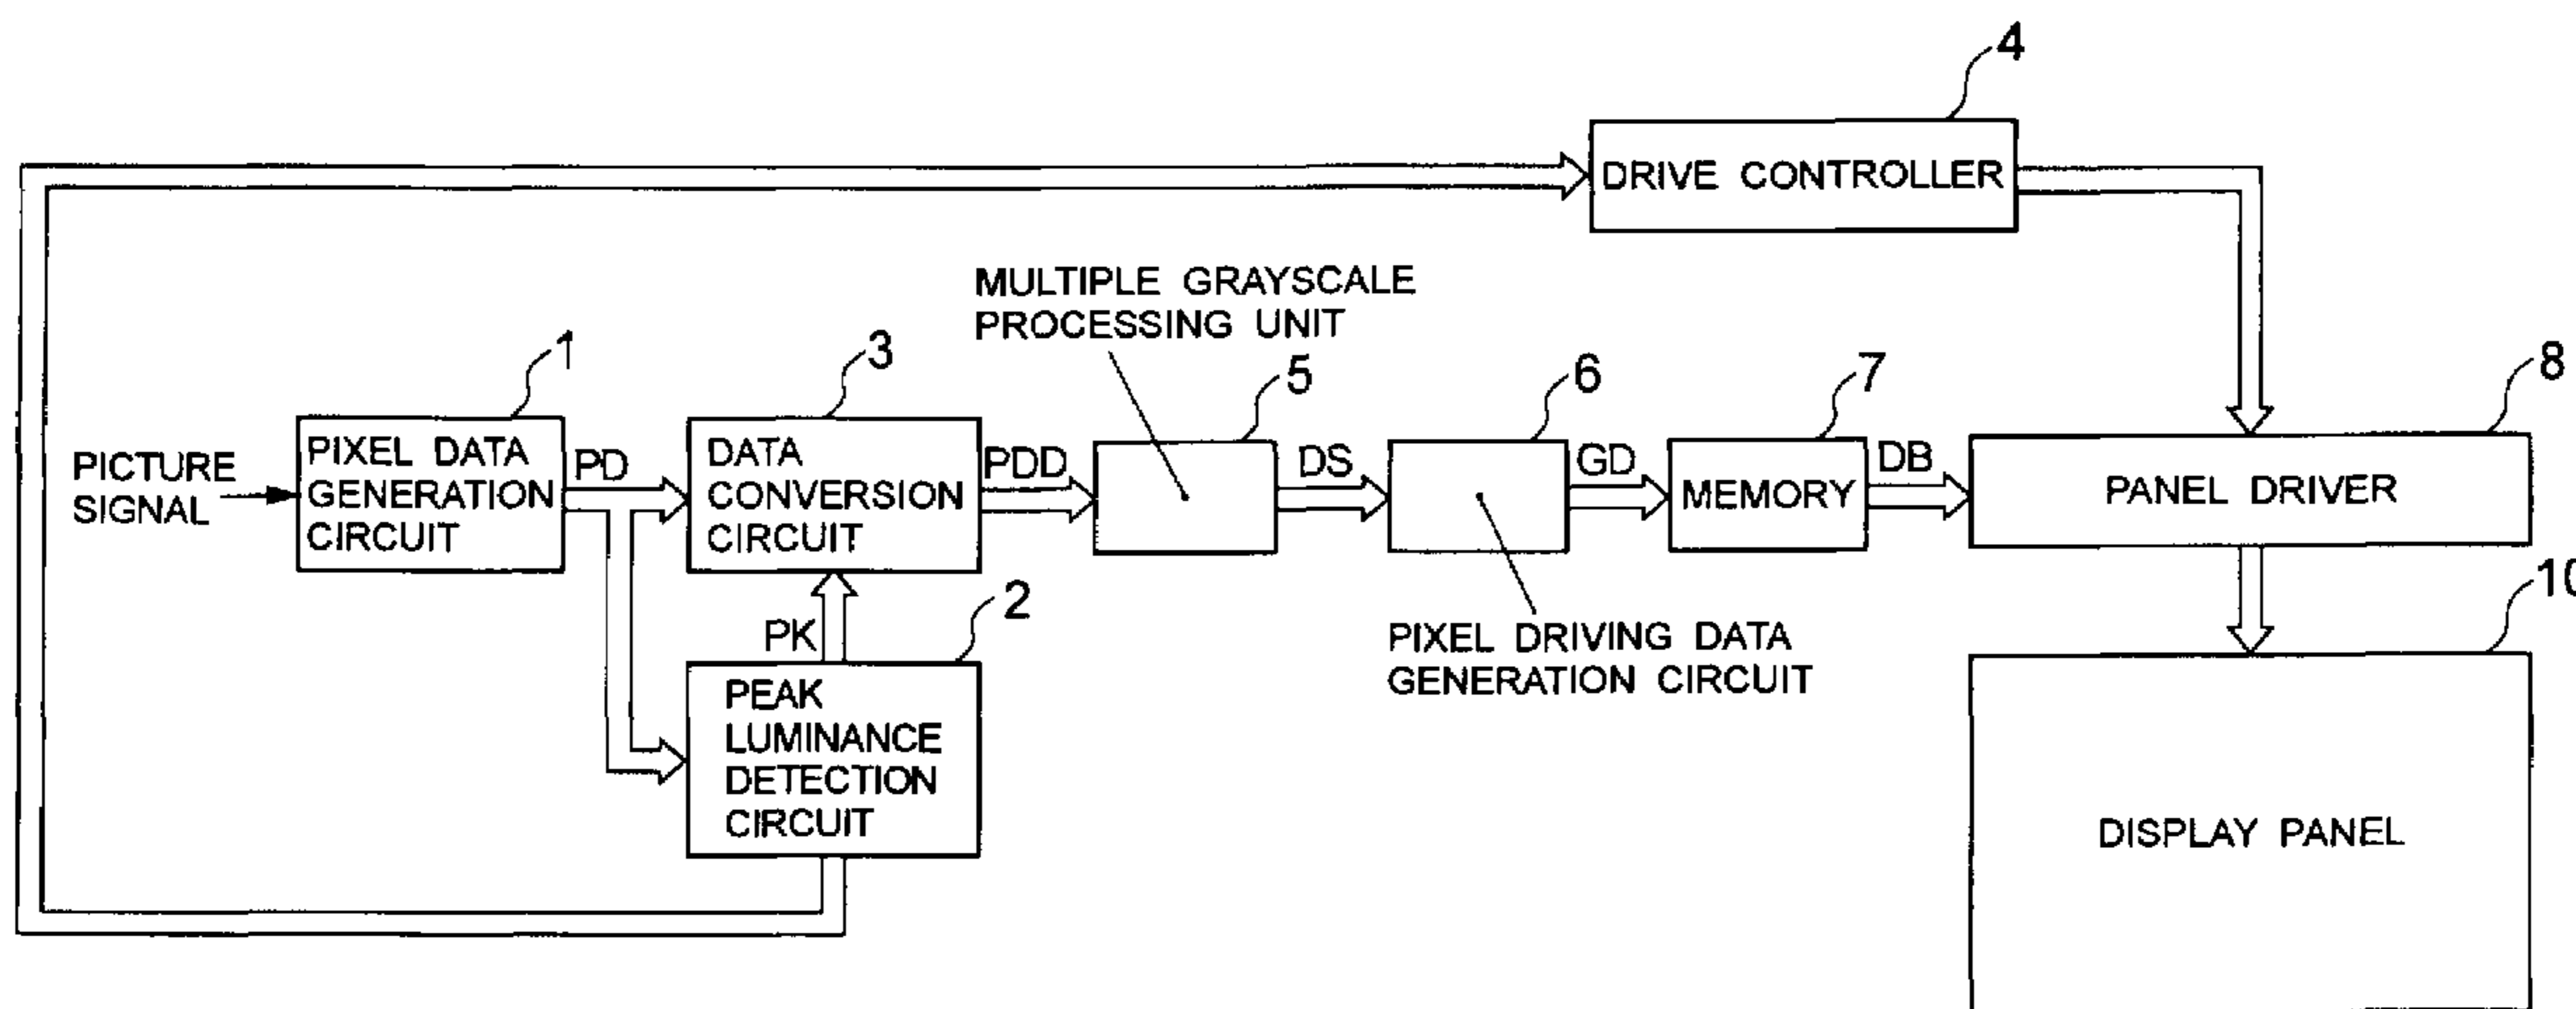 4
DRIVE CONTROLLER
MULTIPLE GRAYSCALE
PROCESSING UNIT
1
3
5
6
7
8
PICTURE
SIGNAL
PIXEL DATA
GENERATION
CIRCUIT
PD
DATA
CONVERSION
CIRCUIT
PDD
DS
GD
MEMORY
DB
PANEL DRIVER
PK
2
10
PEAK
LUMINANCE
DETECTION
CIRCUIT
PIXEL DRIVING DATA
GENERATION CIRCUIT
DISPLAY PANEL